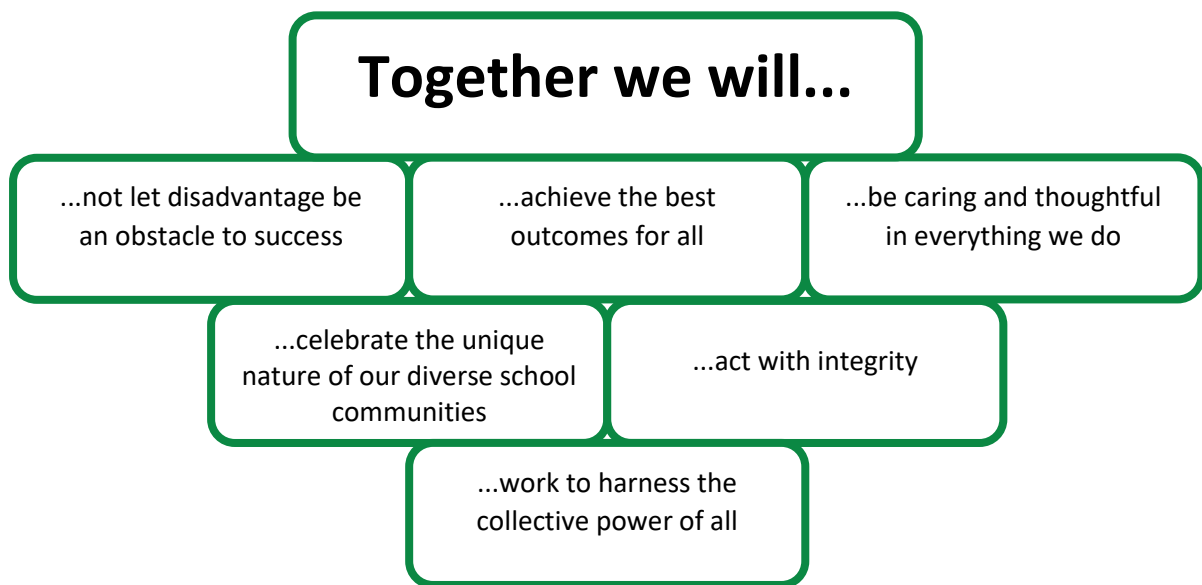 Together we will...
...not let disadvantage be
an obstacle to success
...achieve the best
outcomes for all
...be caring and thoughtful
in everything we do
...celebrate the unique
nature of our diverse school
communities
...act with integrity
...work to harness the
collective power of all